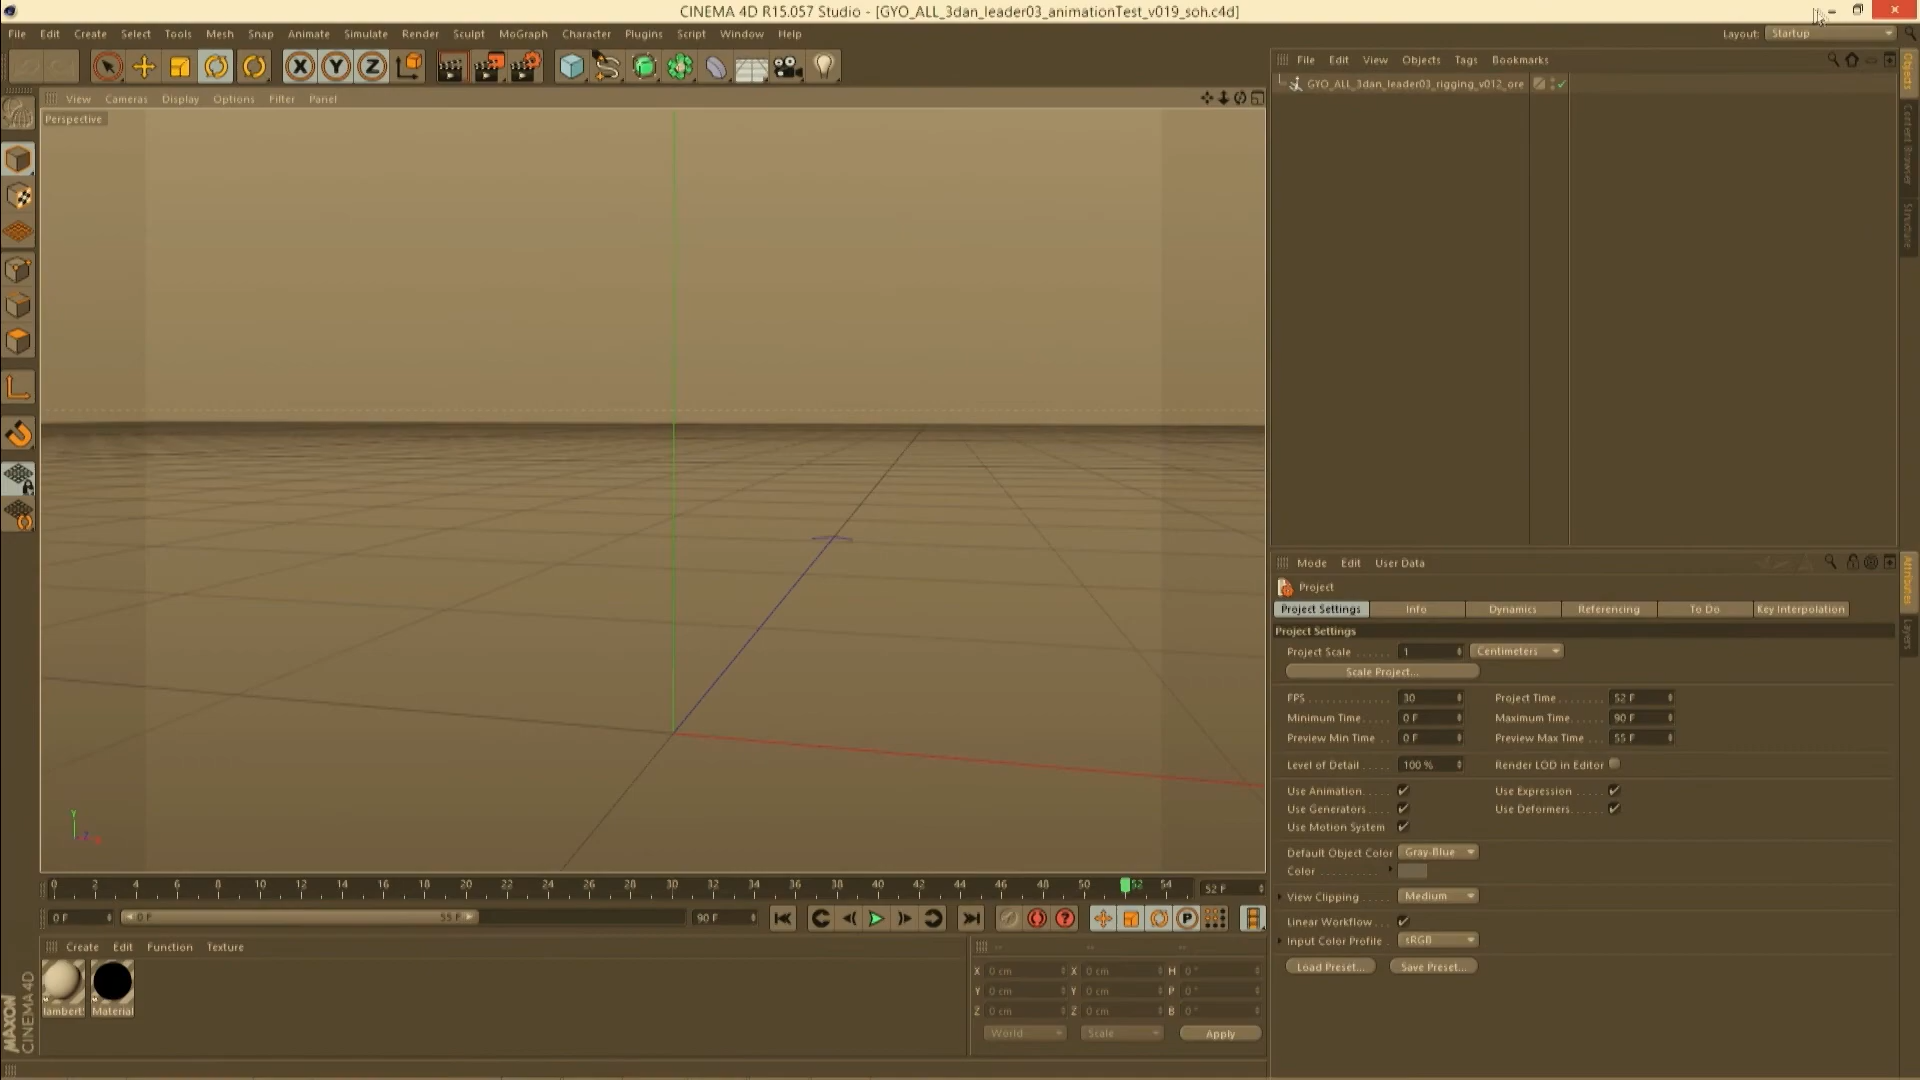 CINEMA 4D R15.057 Studio - [GYO_ALL_3dan_leader03_animationTest_v019_soh.c4d]
File Edit Create Select Tools Mesh Snap Animate Simulate Render Sculpt MoGraph Character Plugins Script Window Help
Layout: Startup
X Y Z
File Edit View Objects Tags Bookmarks
GYO_ALL_3dan_leader03_rigging_v012_ore
Objects
Content Browser
Structure
View Cameras Display Options Filter Panel
Perspective
Y
Z
Mode Edit User Data
Attributes
Layers
Project
Project Settings Info Dynamics Referencing To Do Key Interpolation
Project Settings
Project Scale 1 Centimeters
Scale Project...
FPS 30 Project Time 52 F
Minimum Time 0 F Maximum Time 90 F
Preview Min Time 0 F Preview Max Time 55 F
Level of Detail 100 % Render LOD in Editor
Use Animation Use Expression
Use Generators Use Deformers
Use Motion System
Default Object Color Gray-Blue
Color
View Clipping Medium
Linear Workflow
Input Color Profile sRGB
Load Preset... Save Preset...
0 2 4 6 8 10 12 14 16 18 20 22 24 26 28 30 32 34 36 38 40 42 44 46 48 50 52 54 52 F
0 F 0 F 55 F 90 F
P
Create Edit Function Texture
lambert
Material
MAXON
CINEMA 4D
-- -- --
X 0 cm X 0 cm H 0 °
Y 0 cm Y 0 cm P 0 °
Z 0 cm Z 0 cm B 0 °
World Scale Apply